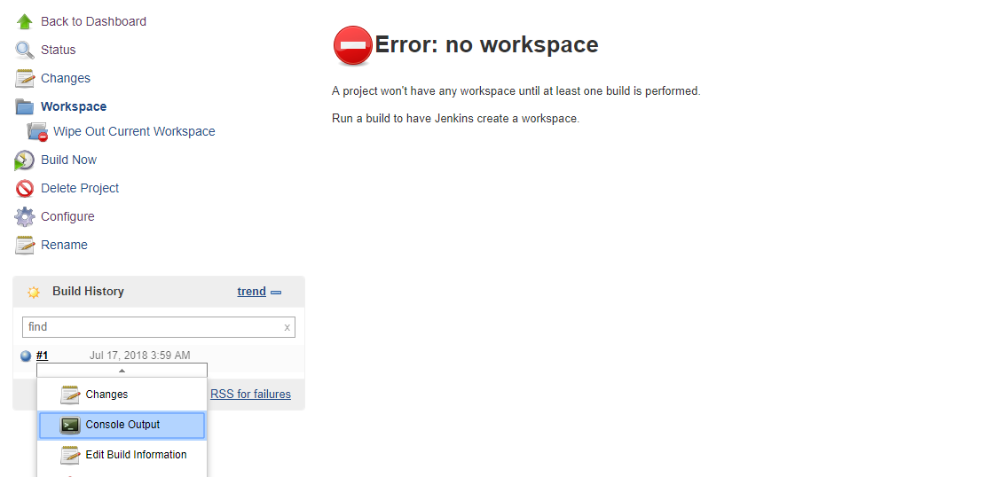 Back to Dashboard
Status
Changes
Workspace
Wipe Out Current Workspace
Build Now
Delete Project
Configure
Rename
Error: no workspace
A project won't have any workspace until at least one build is performed.
Run a build to have Jenkins create a workspace.
Build History trend
find x
#1 Jul 17, 2018 3:59 AM
RSS for failures
Changes
Console Output
Edit Build Information